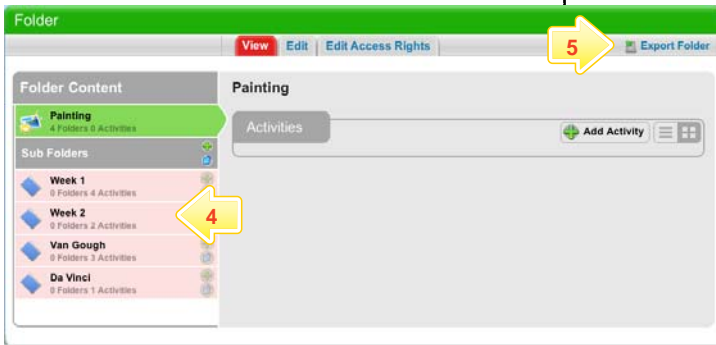 Folder
View Edit Edit Access Rights
5
Export Folder
Folder Content
Painting
4 Folders 0 Activities
Sub Folders
Week 1
0 Folders 4 Activities
Week 2
0 Folders 2 Activities
Van Gough
0 Folders 3 Activities
Da Vinci
0 Folders 1 Activities
4
Painting
Activities
Add Activity